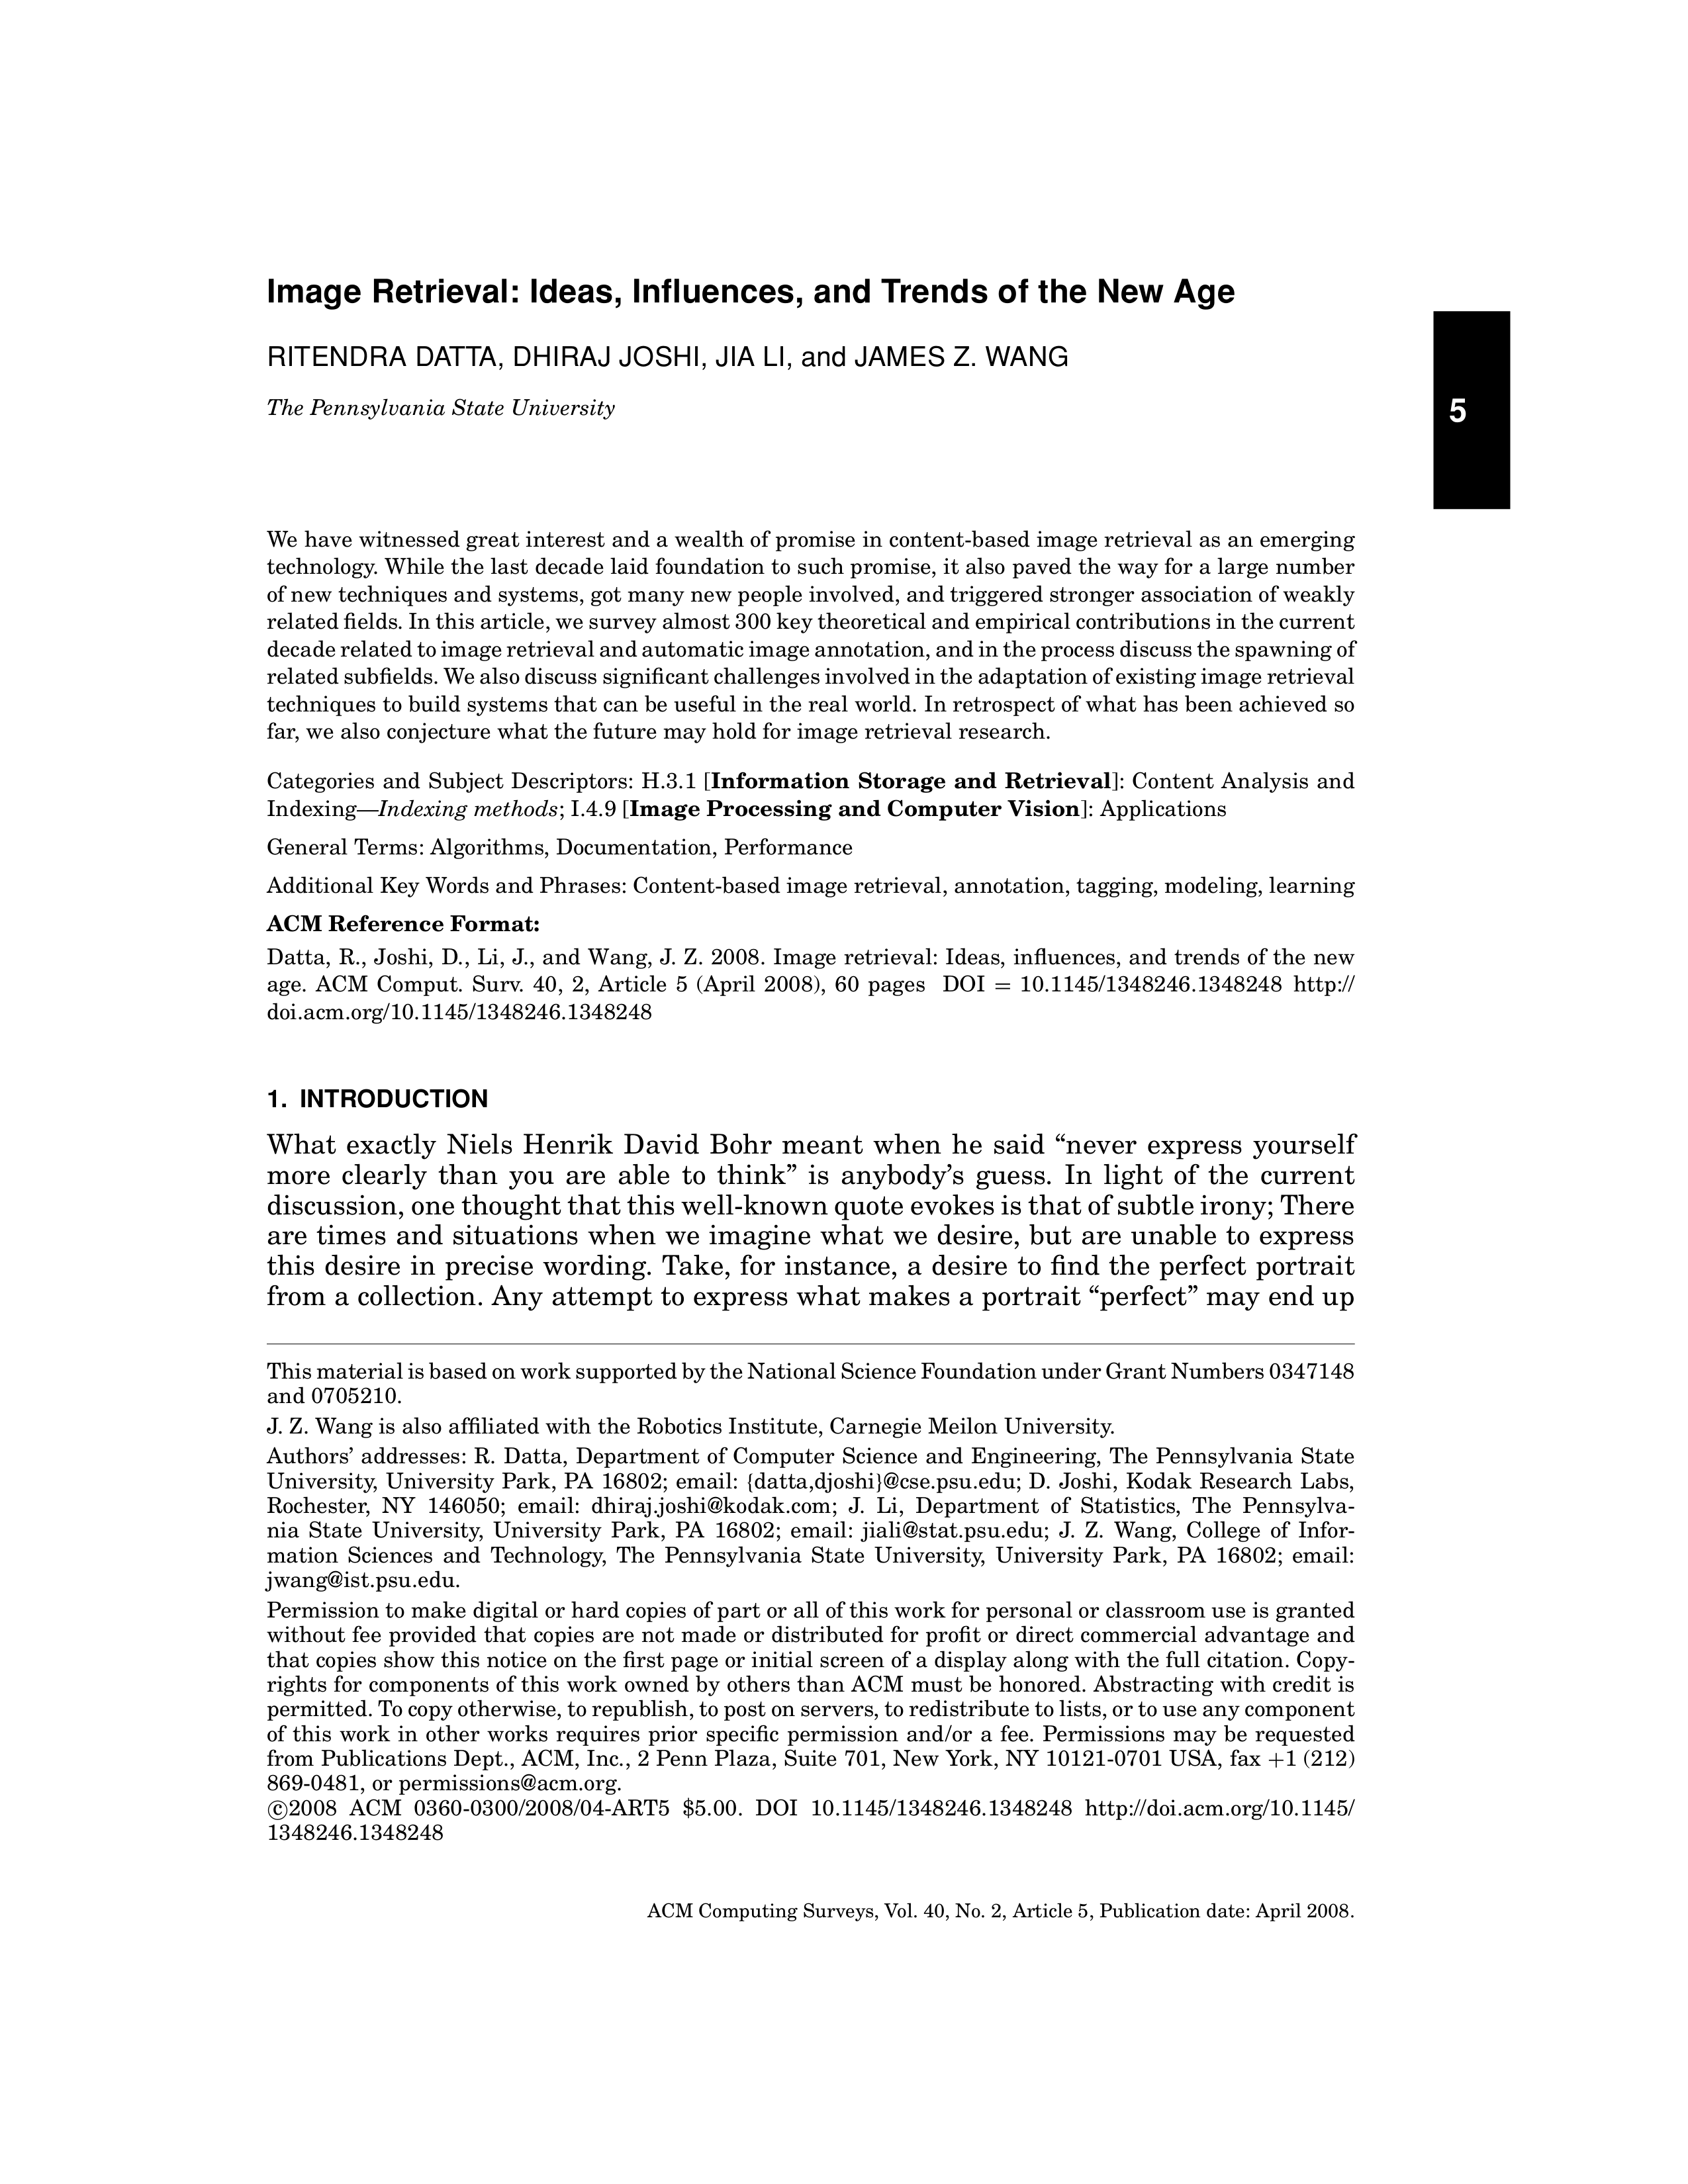 Image Retrieval: Ideas, Influences, and Trends of the New Age
RITENDRA DATTA, DHIRAJ JOSHI, JIA LI, and JAMES Z. WANG
The Pennsylvania State University
5
We have witnessed great interest and a wealth of promise in content-based image retrieval as an emerging
technology. While the last decade laid foundation to such promise, it also paved the way for a large number
of new techniques and systems, got many new people involved, and triggered stronger association of weakly
related fields. In this article, we survey almost 300 key theoretical and empirical contributions in the current
decade related to image retrieval and automatic image annotation, and in the process discuss the spawning of
related subfields. We also discuss significant challenges involved in the adaptation of existing image retrieval
techniques to build systems that can be useful in the real world. In retrospect of what has been achieved so
far, we also conjecture what the future may hold for image retrieval research.
Categories and Subject Descriptors: H.3.1 [Information Storage and Retrieval]: Content Analysis and
Indexing—Indexing methods; I.4.9 [Image Processing and Computer Vision]: Applications
General Terms: Algorithms, Documentation, Performance
Additional Key Words and Phrases: Content-based image retrieval, annotation, tagging, modeling, learning
ACM Reference Format:
Datta, R., Joshi, D., Li, J., and Wang, J. Z. 2008. Image retrieval: Ideas, influences, and trends of the new
age. ACM Comput. Surv. 40, 2, Article 5 (April 2008), 60 pages DOI = 10.1145/1348246.1348248 http://
doi.acm.org/10.1145/1348246.1348248
1. INTRODUCTION
What exactly Niels Henrik David Bohr meant when he said “never express yourself
more clearly than you are able to think” is anybody’s guess. In light of the current
discussion, one thought that this well-known quote evokes is that of subtle irony; There
are times and situations when we imagine what we desire, but are unable to express
this desire in precise wording. Take, for instance, a desire to find the perfect portrait
from a collection. Any attempt to express what makes a portrait “perfect” may end up
This material is based on work supported by the National Science Foundation under Grant Numbers 0347148
and 0705210.
J. Z. Wang is also affiliated with the Robotics Institute, Carnegie Meilon University.
Authors’ addresses: R. Datta, Department of Computer Science and Engineering, The Pennsylvania State
University, University Park, PA 16802; email: {datta,djoshi}@cse.psu.edu; D. Joshi, Kodak Research Labs,
Rochester, NY 146050; email: dhiraj.joshi@kodak.com; J. Li, Department of Statistics, The Pennsylva-
nia State University, University Park, PA 16802; email: jiali@stat.psu.edu; J. Z. Wang, College of Infor-
mation Sciences and Technology, The Pennsylvania State University, University Park, PA 16802; email:
jwang@ist.psu.edu.
Permission to make digital or hard copies of part or all of this work for personal or classroom use is granted
without fee provided that copies are not made or distributed for profit or direct commercial advantage and
that copies show this notice on the first page or initial screen of a display along with the full citation. Copy-
rights for components of this work owned by others than ACM must be honored. Abstracting with credit is
permitted. To copy otherwise, to republish, to post on servers, to redistribute to lists, or to use any component
of this work in other works requires prior specific permission and/or a fee. Permissions may be requested
from Publications Dept., ACM, Inc., 2 Penn Plaza, Suite 701, New York, NY 10121-0701 USA, fax +1 (212)
869-0481, or permissions@acm.org.
©2008 ACM 0360-0300/2008/04-ART5 $5.00. DOI 10.1145/1348246.1348248 http://doi.acm.org/10.1145/
1348246.1348248
ACM Computing Surveys, Vol. 40, No. 2, Article 5, Publication date: April 2008.